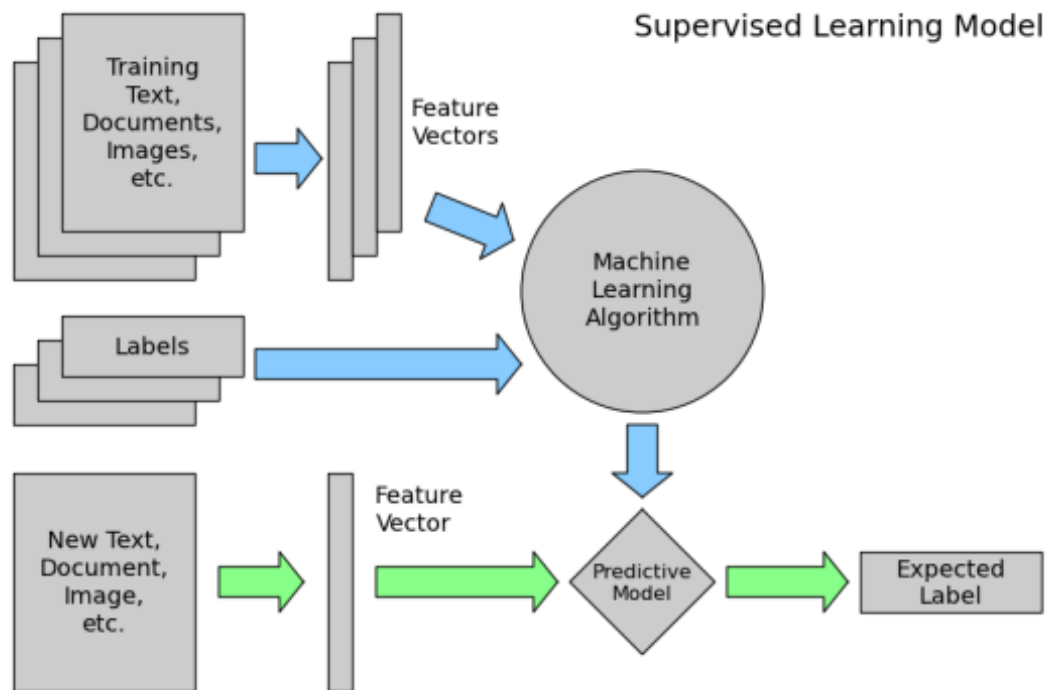 Supervised Learning Model
Training
Text,
Documents,
Images,
etc.
Feature
Vectors
Machine
Learning
Algorithm
Labels
New Text,
Document,
Image,
etc.
Feature
Vector
Predictive
Model
Expected
Label